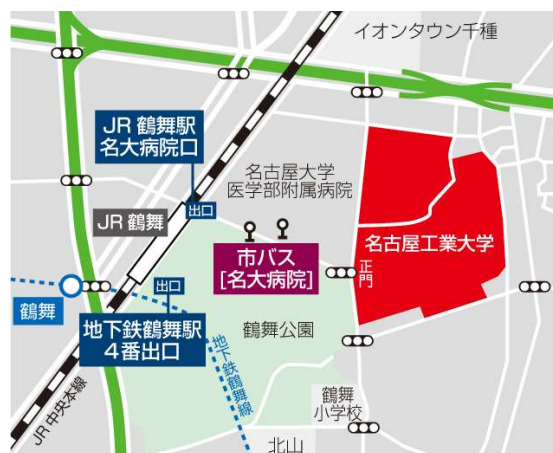 イオンタウン千種
JR 鶴舞駅
名大病院口
出口
名古屋大学
医学部附属病院
JR 鶴舞
市バス
[名大病院]
名古屋工業大学
正門
鶴舞
出口
地下鉄鶴舞駅
4番出口
鶴舞公園
地下鉄鶴舞線
JR 中央本線
鶴舞
小学校
北山